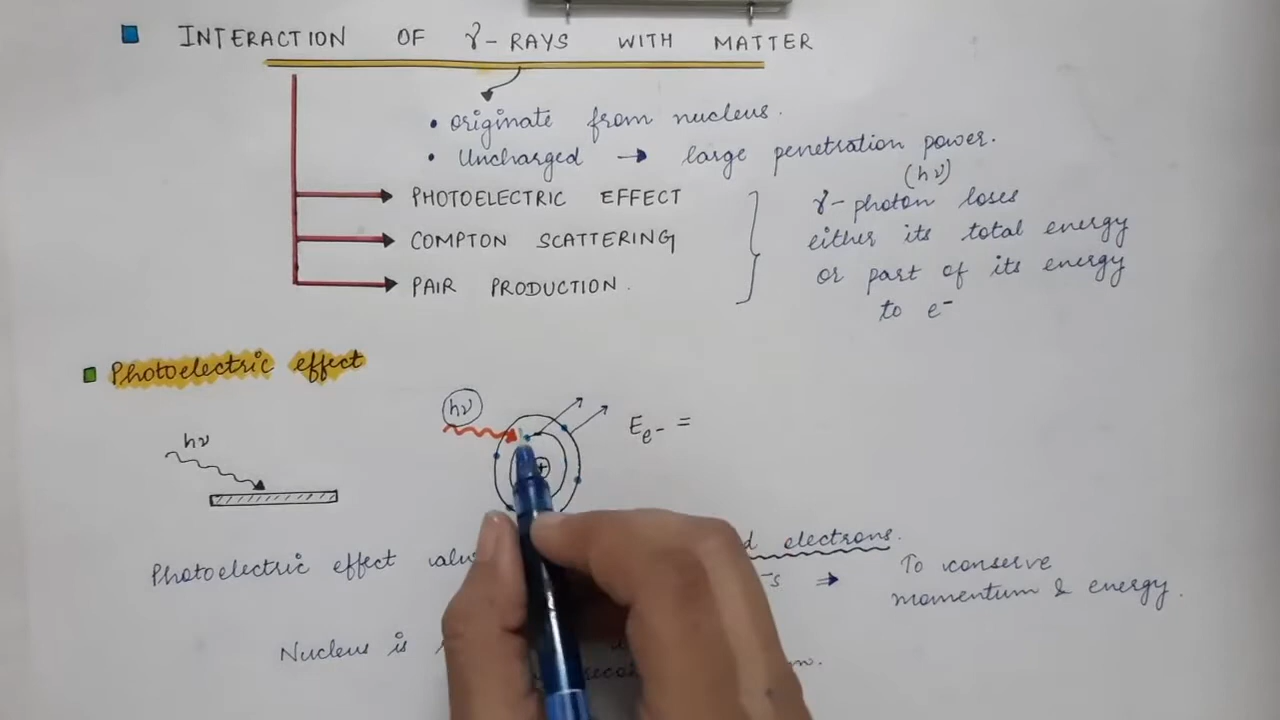 INTERACTION OF γ-RAYS WITH MATTER
• originate from nucleus.
• Uncharged → large penetration power.
PHOTOELECTRIC EFFECT
COMPTON SCATTERING
PAIR PRODUCTION.
(hν)
γ-photon loses
either its total energy
or part of its energy
to e⁻
Photoelectric effect
hν
hν
E e⁻ =
+
Photoelectric effect electrons.
⇒ To conserve
momentum & energy.
Nucleus is